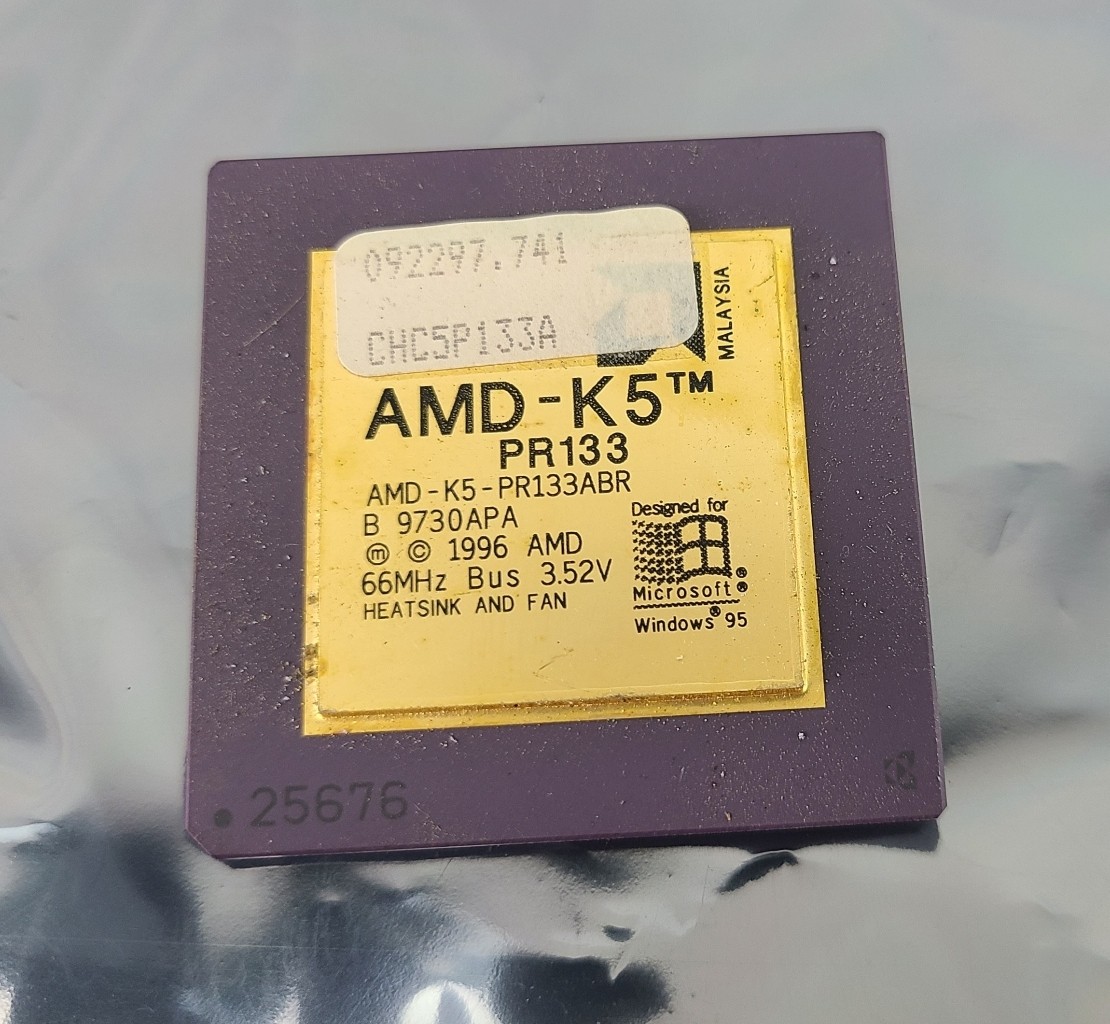 092297.741
CHC5P133A
MALAYSIA
AMD-K5™
PR133
AMD-K5-PR133ABR
B 9730APA
ⓜ © 1996 AMD
66MHz Bus 3.52V
HEATSINK AND FAN
Designed for
Microsoft®
Windows® 95
25676